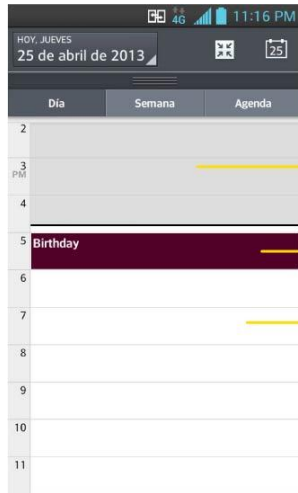 4G 11:16 PM
HOY, JUEVES
25 de abril de 2013
25
Día Semana Agenda
2
3
PM
4
5 Birthday
6
7
8
9
10
11